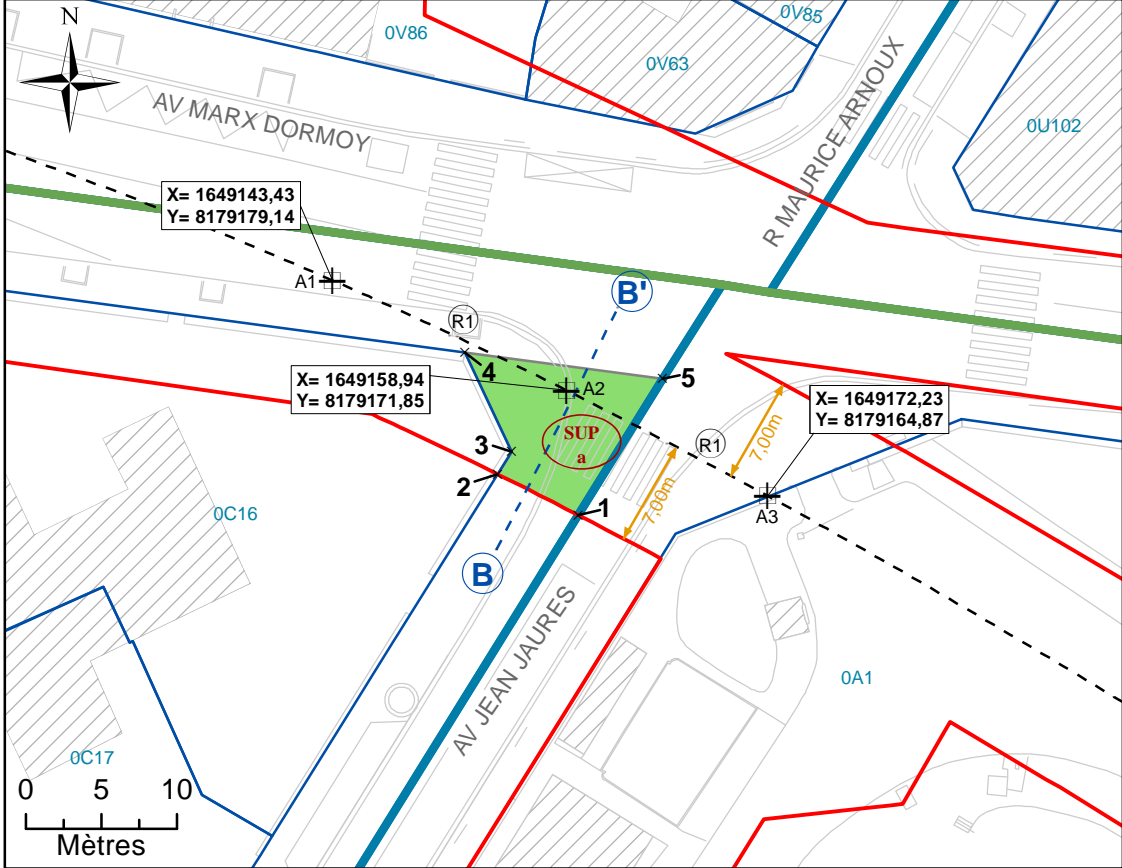 N
0V86
0V85
0V63
0U102
AV MARX DORMOY
R MAURICE ARNOUX
X= 1649143,43
Y= 8179179,14
A1
B'
R1
4
5
X= 1649158,94
Y= 8179171,85
A2
X= 1649172,23
Y= 8179164,87
SUP
a
R1
7,00m
7,00m
3
2
1
A3
0C16
B
AV JEAN JAURES
0A1
0C17
0 5 10
Mètres